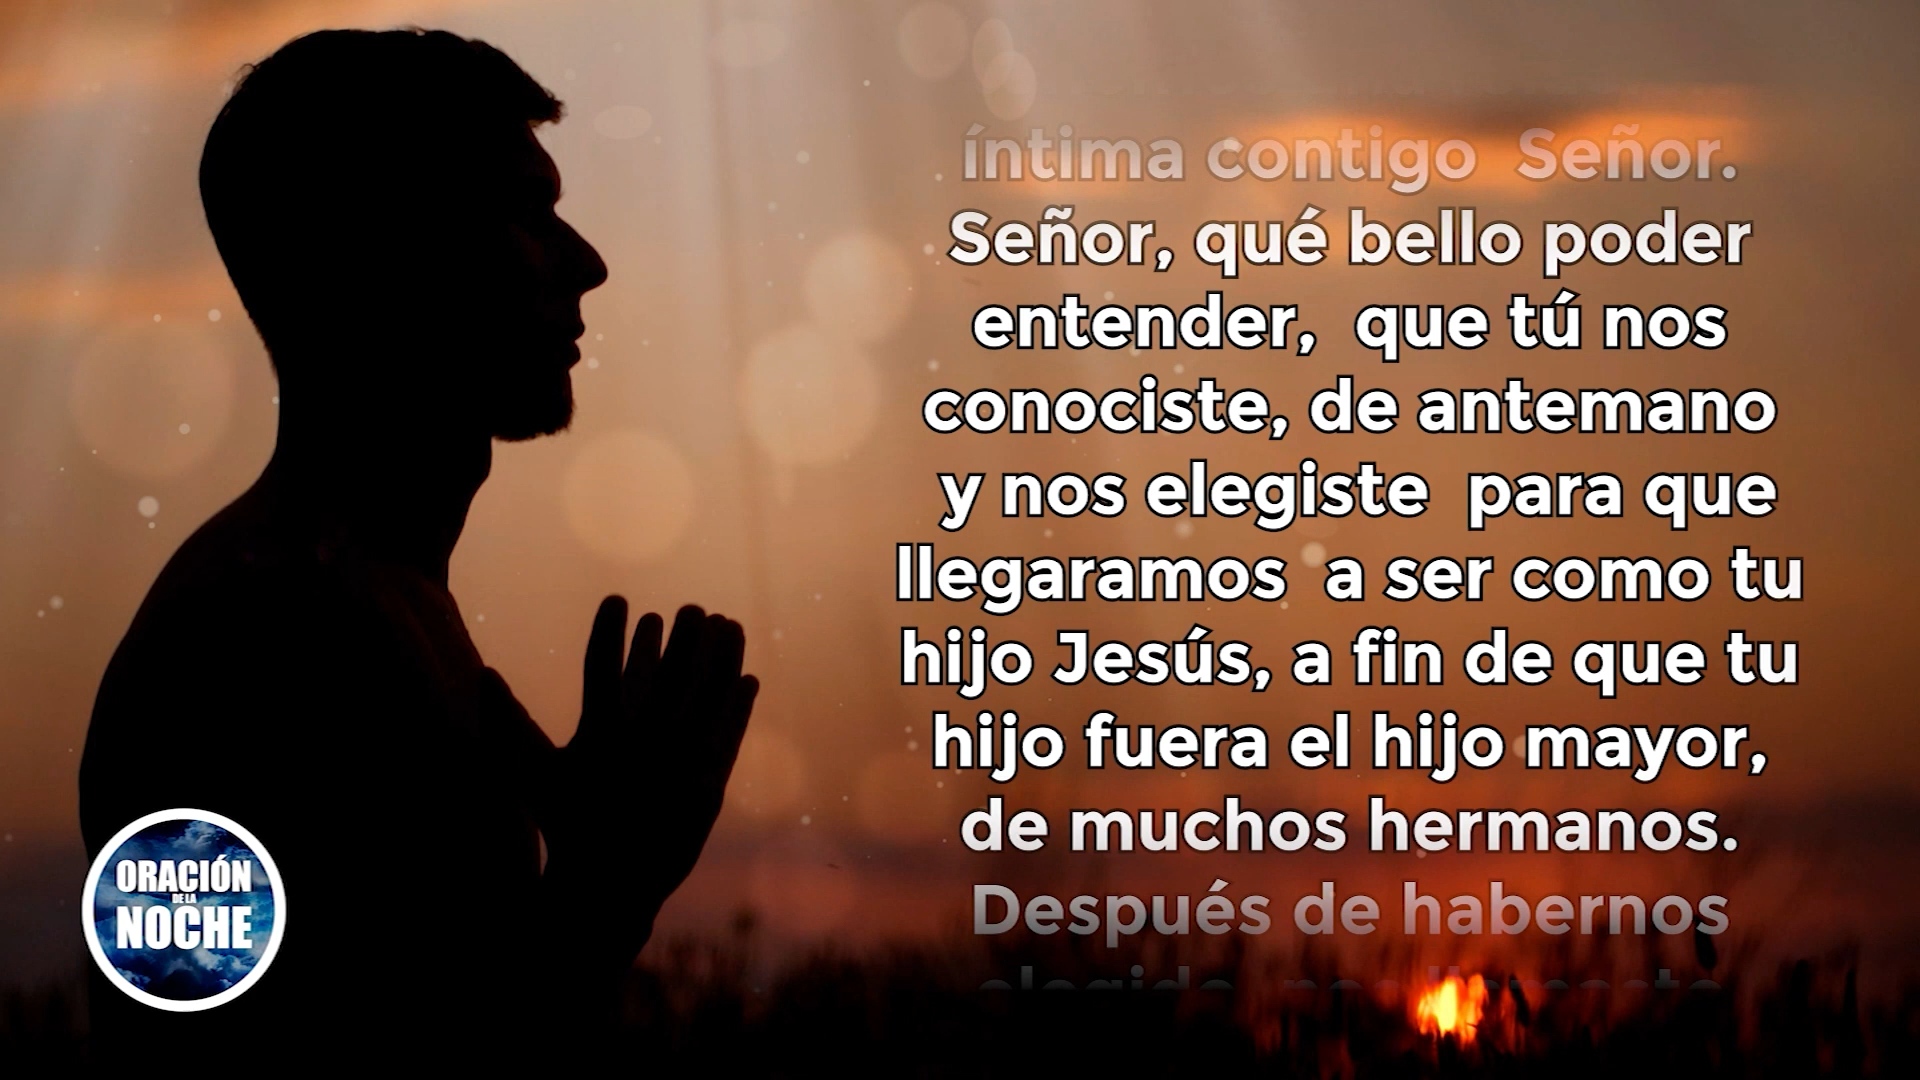 íntima contigo  Señor.
Señor, qué bello poder
entender,  que tú nos
conociste, de antemano
y nos elegiste  para que
llegaramos  a ser como tu
hijo Jesús, a fin de que tu
hijo fuera el hijo mayor,
de muchos hermanos.
Después de habernos
ORACIÓN
DE LA
NOCHE